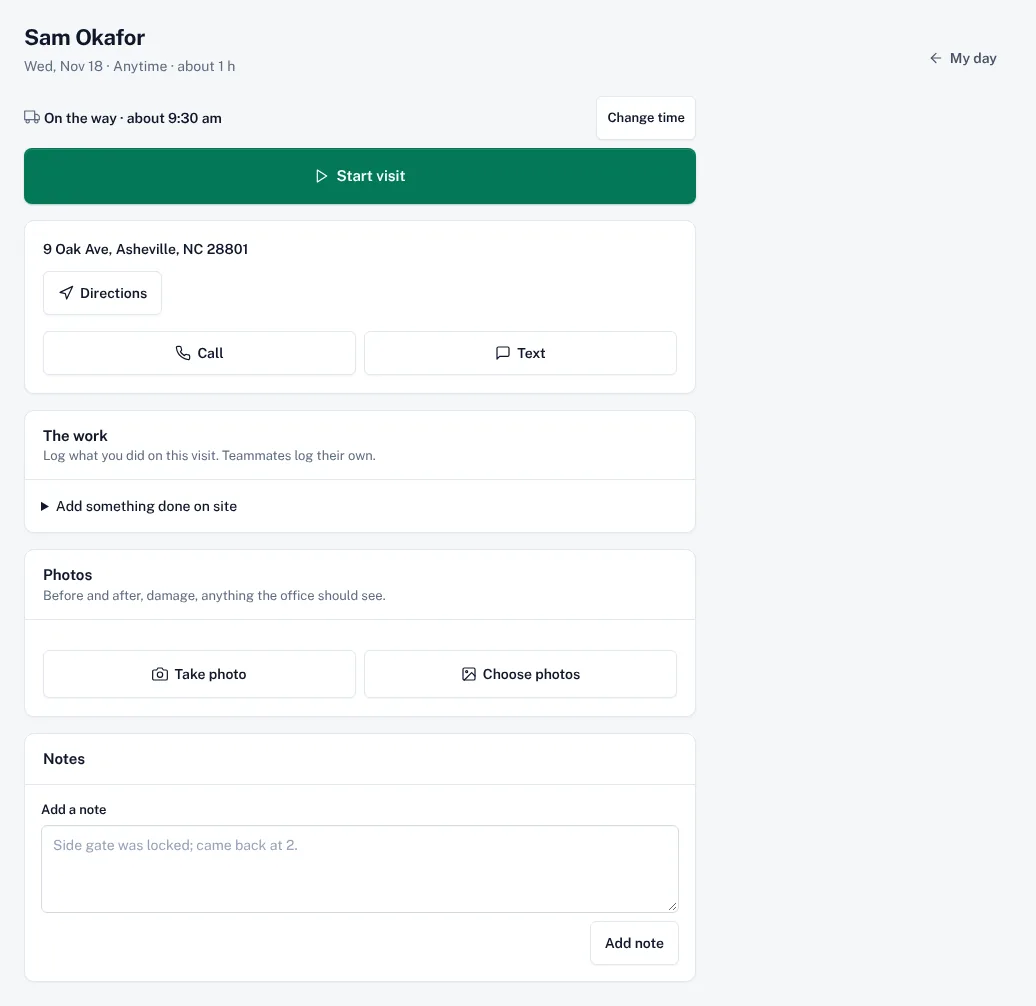 Sam Okafor
Wed, Nov 18 · Anytime · about 1 h
My day
On the way · about 9:30 am
Change time
Start visit
9 Oak Ave, Asheville, NC 28801
Directions
Call
Text
The work
Log what you did on this visit. Teammates log their own.
Add something done on site
Photos
Before and after, damage, anything the office should see.
Take photo
Choose photos
Notes
Add a note
Side gate was locked; came back at 2.
Add note